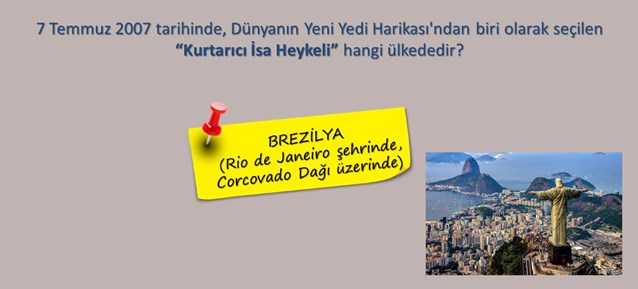 7 Temmuz 2007 tarihinde, Dünyanın Yeni Yedi Harikası'ndan biri olarak seçilen
“Kurtarıcı İsa Heykeli” hangi ülkededir?
BREZİLYA
(Rio de Janeiro şehrinde,
Corcovado Dağı üzerinde)